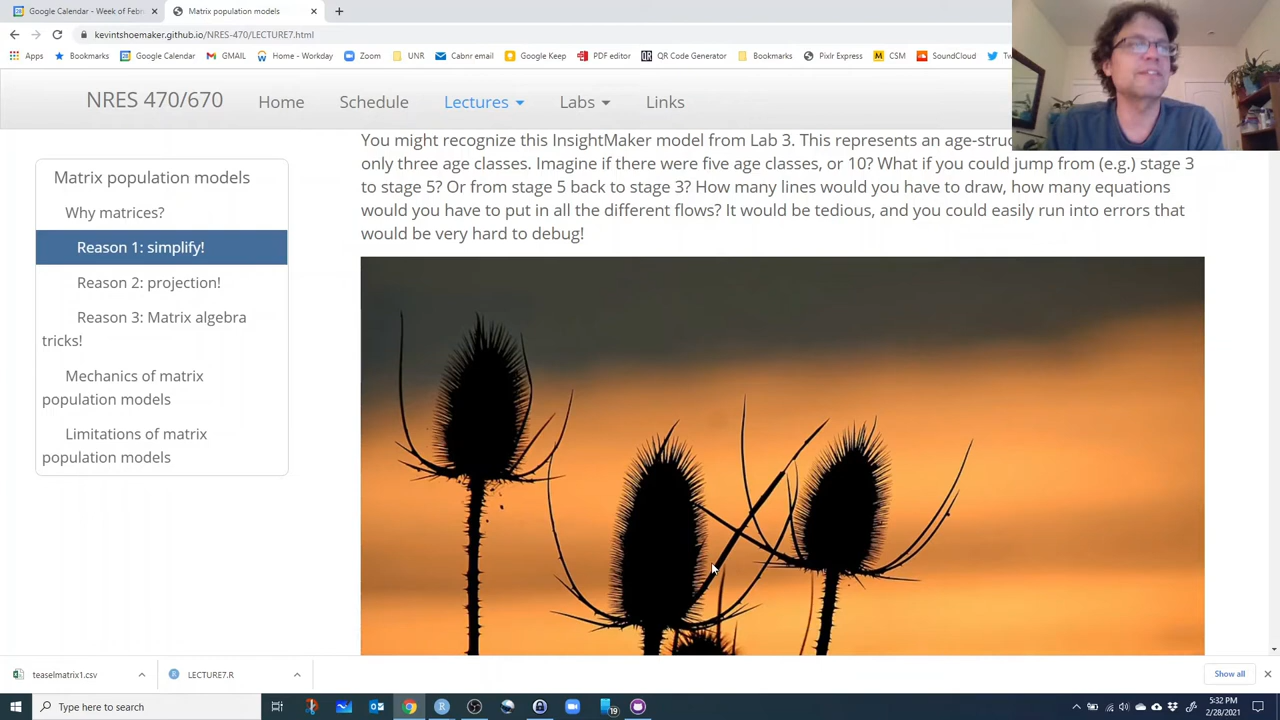 Google Calendar - Week of Febru
Matrix population models
kevintshoemaker.github.io/NRES-470/LECTURE7.html
Apps
Bookmarks
Google Calendar
GMAIL
Home - Workday
Zoom
UNR
Cabnr email
Google Keep
PDF editor
QR Code Generator
Bookmarks
Pixlr Express
CSM
SoundCloud
Tw
NRES 470/670
Home
Schedule
Lectures
Labs
Links
Matrix population models
Why matrices?
Reason 1: simplify!
Reason 2: projection!
Reason 3: Matrix algebra
tricks!
Mechanics of matrix
population models
Limitations of matrix
population models
You might recognize this InsightMaker model from Lab 3. This represents an age-struc
only three age classes. Imagine if there were five age classes, or 10? What if you could jump from (e.g.) stage 3
to stage 5? Or from stage 5 back to stage 3? How many lines would you have to draw, how many equations
would you have to put in all the different flows? It would be tedious, and you could easily run into errors that
would be very hard to debug!
teaselmatrix1.csv
LECTURE7.R
Show all
Type here to search
19
5:32 PM
2/28/2021